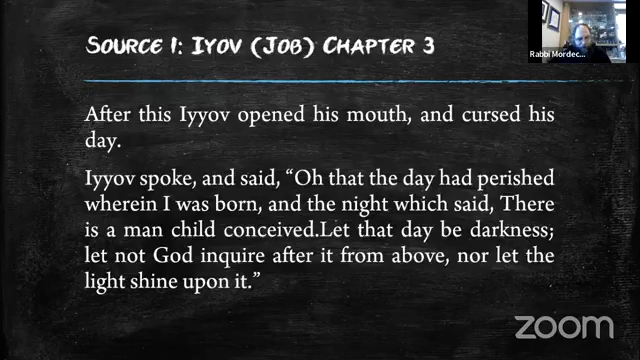 Source 1: Iyov (Job) Chapter 3
Rabbi Mordec...
After this Iyyov opened his mouth, and cursed his
day.
Iyyov spoke, and said, “Oh that the day had perished
wherein I was born, and the night which said, There
is a man child conceived.Let that day be darkness;
let not God inquire after it from above, nor let the
light shine upon it.”
zoom